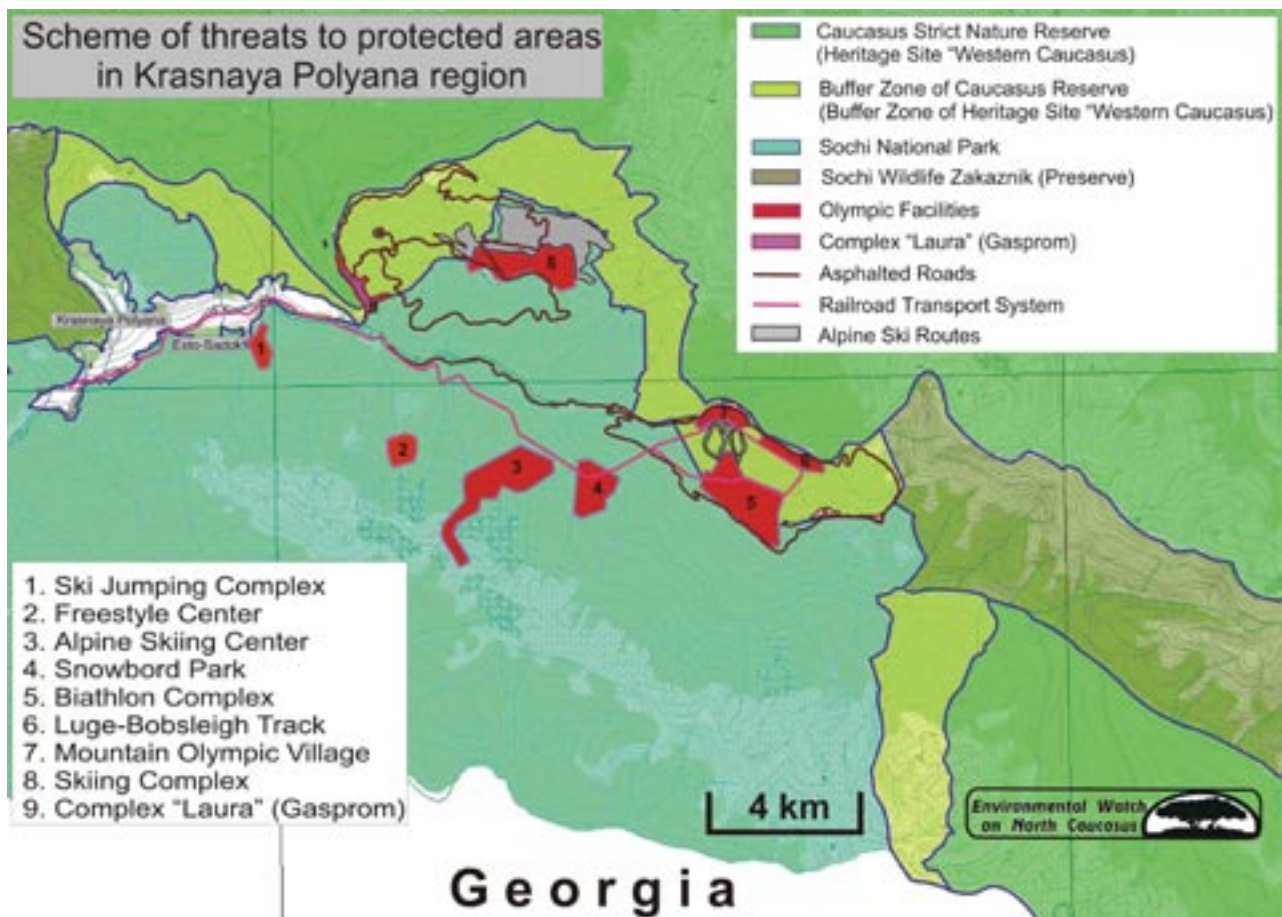 Scheme of threats to protected areas
in Krasnaya Polyana region
Caucasus Strict Nature Reserve
(Heritage Site "Western Caucasus)
Buffer Zone of Caucasus Reserve
(Buffer Zone of Heritage Site "Western Caucasus)
Sochi National Park
Sochi Wildlife Zakaznik (Preserve)
Olympic Facilities
Complex "Laura" (Gasprom)
Asphalted Roads
Railroad Transport System
Alpine Ski Routes
8
Krasnaya Polyana
Esto-Sadok
1
2
3
4
5
6
7
1. Ski Jumping Complex
2. Freestyle Center
3. Alpine Skiing Center
4. Snowbord Park
5. Biathlon Complex
6. Luge-Bobsleigh Track
7. Mountain Olympic Village
8. Skiing Complex
9. Complex "Laura" (Gasprom)
4 km
Environmental Watch
on North Caucasus
Georgia